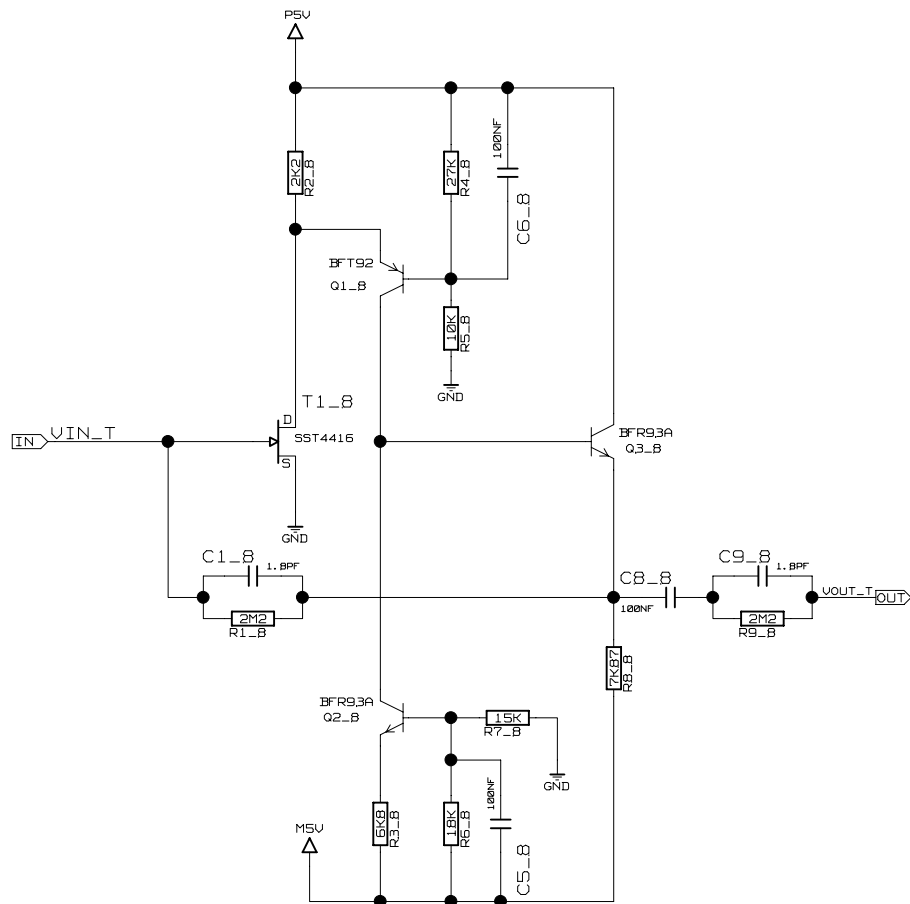 P5V
2K2
R2_8
27K
R4_8
100NF
C6_8
BFT92
Q1_8
10K
R5_8
GND
T1_8
D
SST4416
S
IN
VIN_T
GND
BFR93A
Q3_8
C1_8
1.8PF
2M2
R1_8
C8_8
100NF
C9_8
1.8PF
2M2
R9_8
VOUT_T
OUT
7K87
R8_8
BFR93A
Q2_8
15K
R7_8
GND
6K8
R3_8
18K
R6_8
100NF
C5_8
M5V